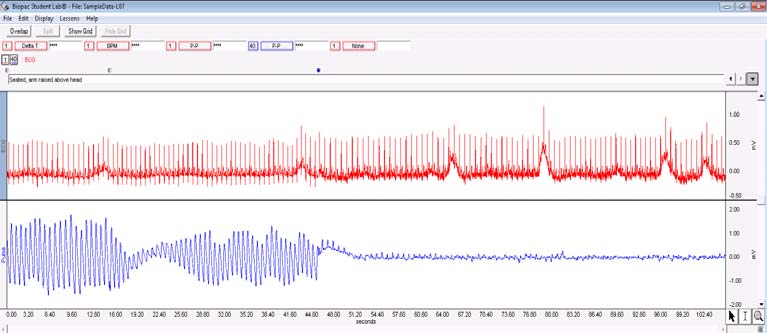 Biopac Student Lab® - File: SampleData-L07
File Edit Display Lessons Help
Overlap Split Show Grid Hide Grid
1 Delta T **** 1 BPM **** 1 P-P **** 40 P-P **** 1 None
1 40 ECG
Seated, arm raised above head
ECG
1.00
0.50
0.00
-0.50
mV
Pulse
2.00
1.00
0.00
-1.00
-2.00
mV
0.00 3.20 6.40 9.60 12.80 16.00 19.20 22.40 25.60 28.80 32.00 35.20 38.40 41.60 44.80 48.00 51.20 54.40 57.60 60.80 64.00 67.20 70.40 73.60 76.80 80.00 83.20 86.40 89.60 92.80 96.00 99.20 102.40
seconds